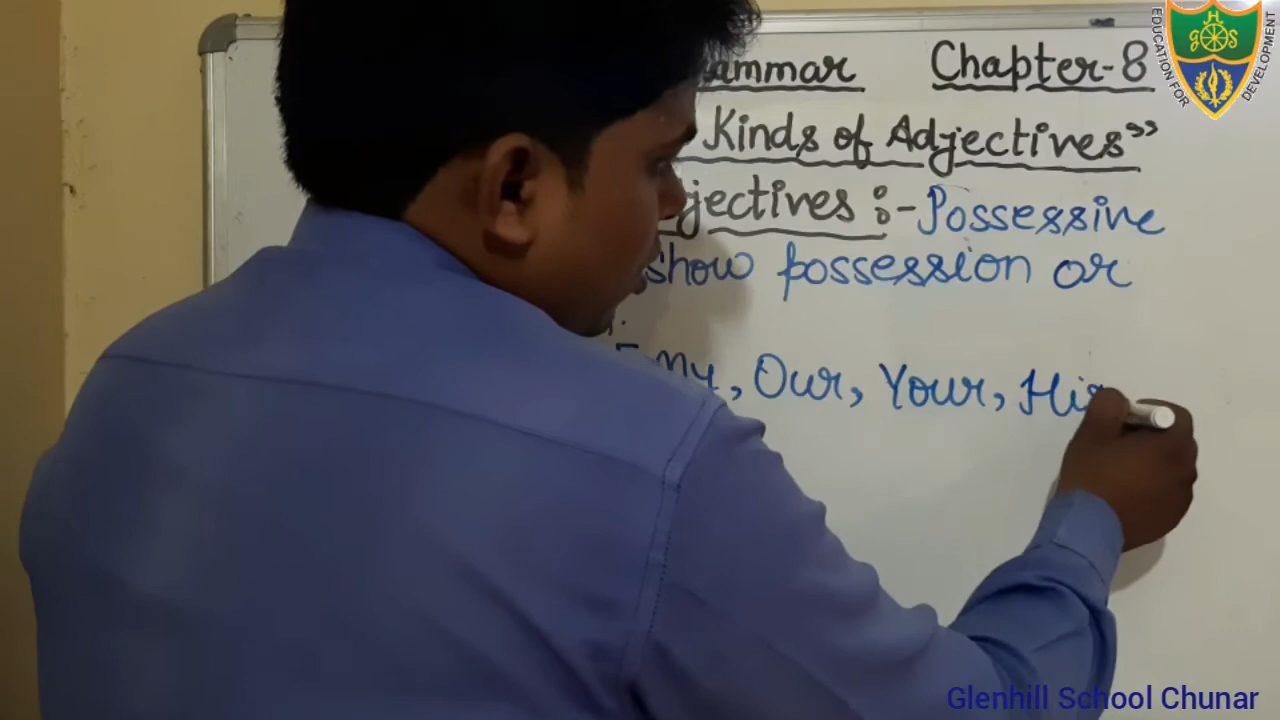 ammar Chapter-8
Kinds of Adjectives"
jectives :- Possessive
show possession or
My, Our, Your, His
EDUCATION FOR DEVELOPMENT
G H S
Glenhill School Chunar